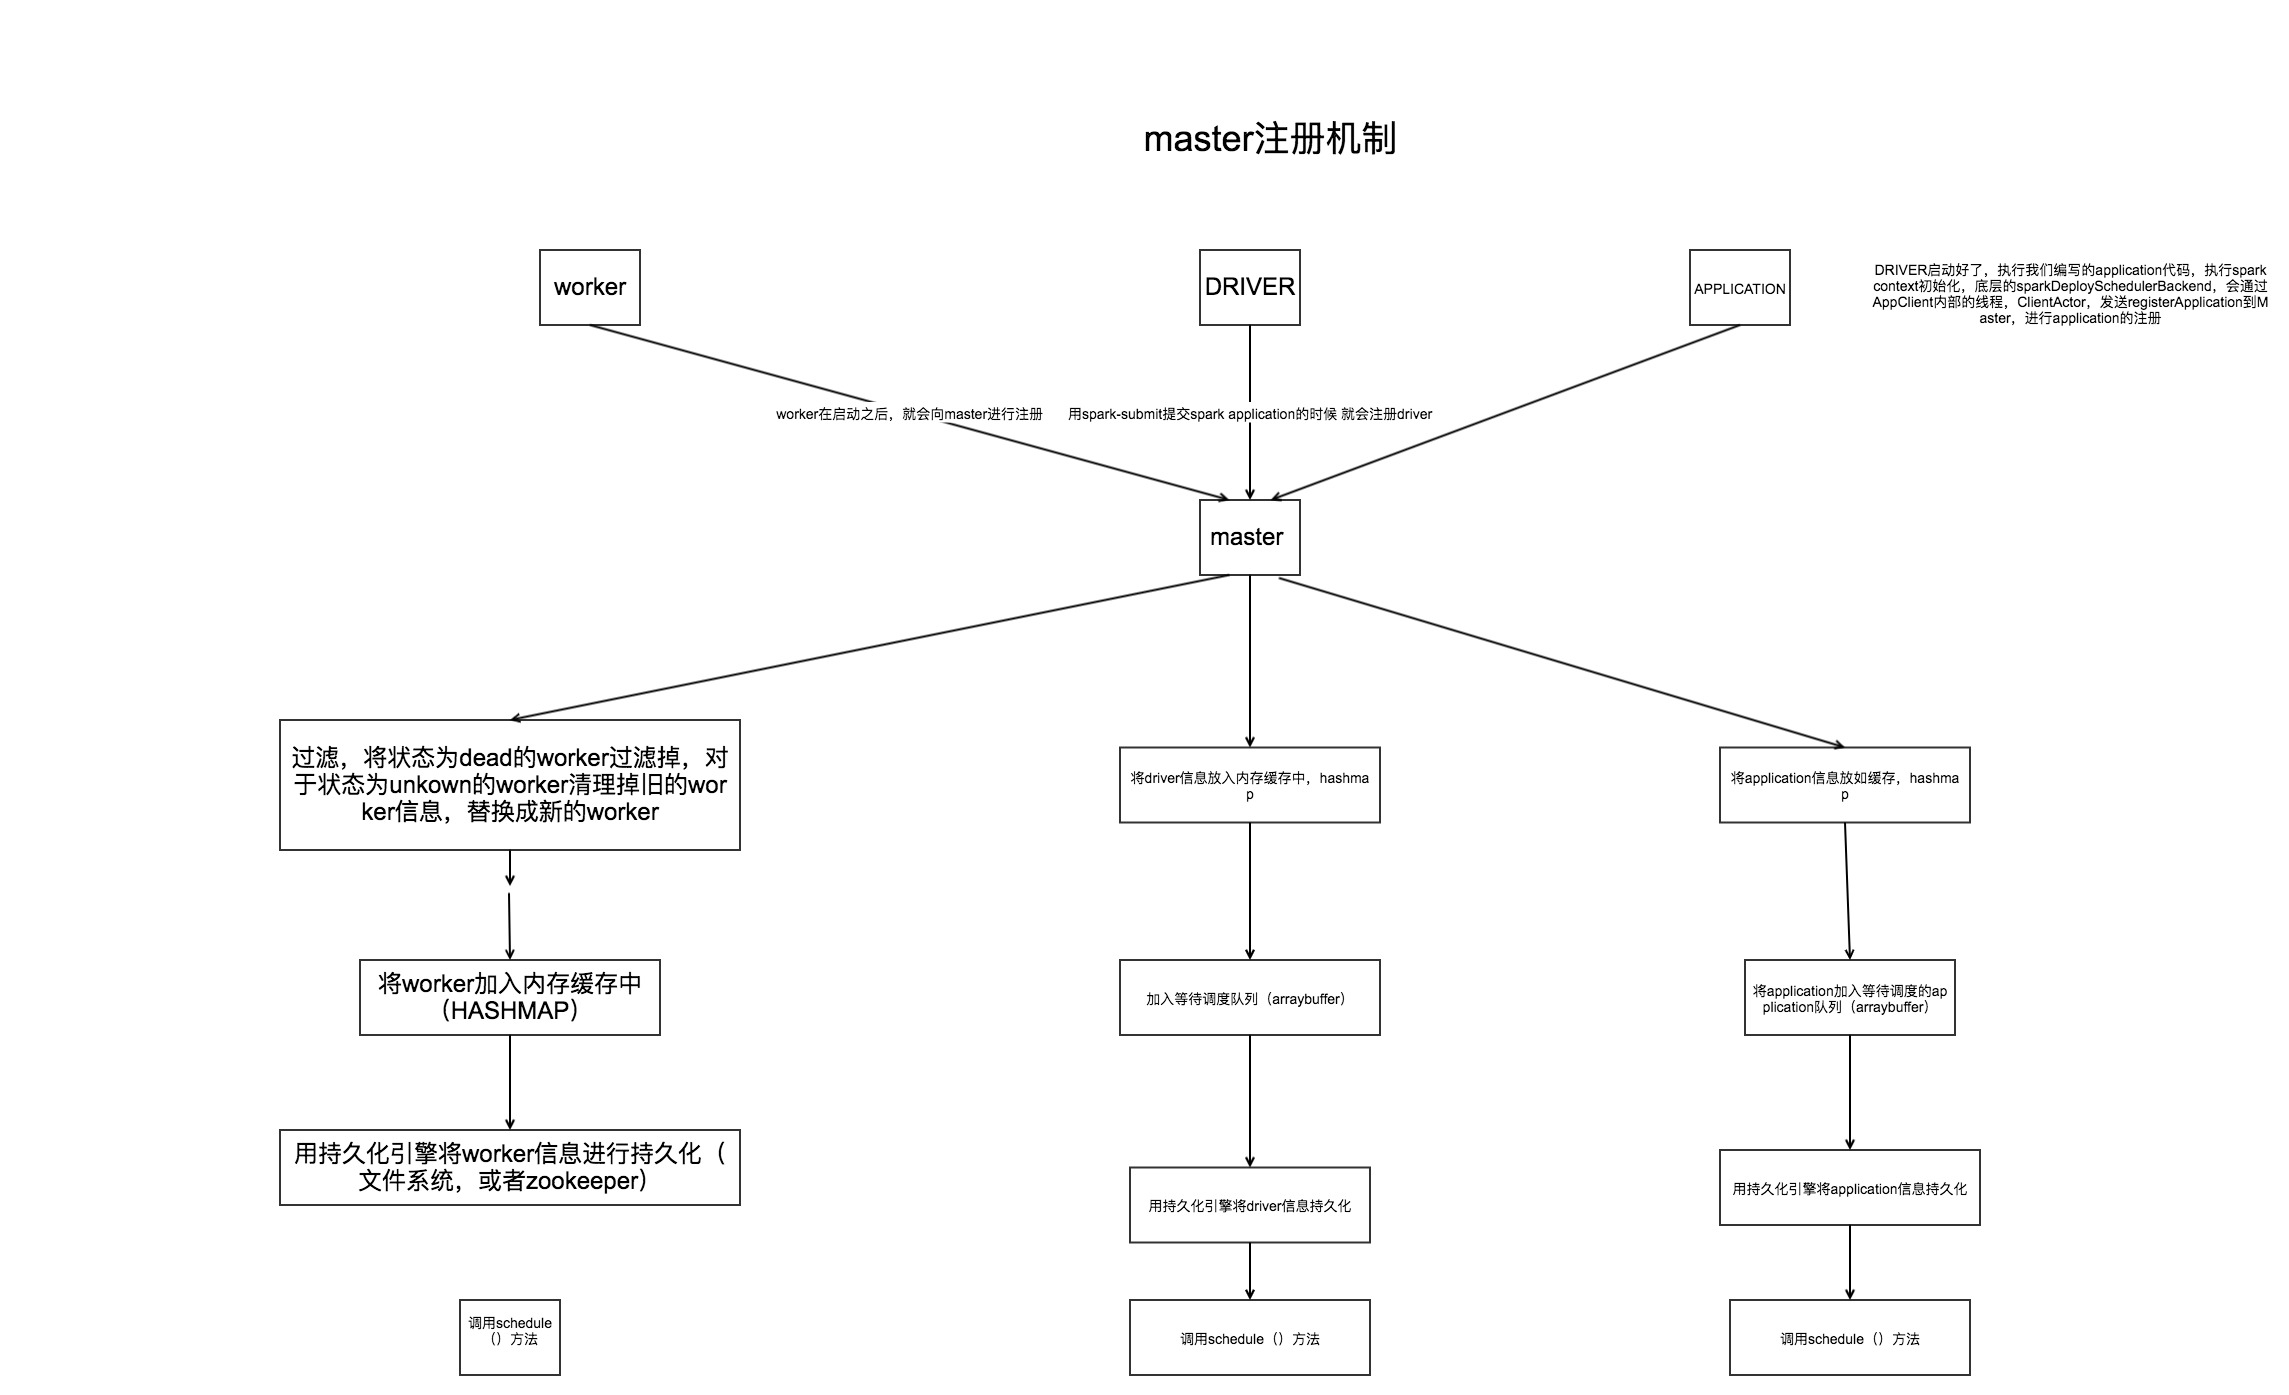 master注册机制
worker
DRIVER
APPLICATION
DRIVER启动好了，执行我们编写的application代码，执行spark
context初始化，底层的sparkDeploySchedulerBackend，会通过
AppClient内部的线程，ClientActor，发送registerApplication到M
aster，进行application的注册
worker在启动之后，就会向master进行注册
用spark-submit提交spark application的时候 就会注册driver
master
过滤，将状态为dead的worker过滤掉，对
于状态为unkown的worker清理掉旧的wor
ker信息，替换成新的worker
将driver信息放入内存缓存中，hashma
p
将application信息放如缓存，hashma
p
将worker加入内存缓存中
（HASHMAP）
加入等待调度队列（arraybuffer）
将application加入等待调度的ap
plication队列（arraybuffer）
用持久化引擎将worker信息进行持久化（
文件系统，或者zookeeper）
用持久化引擎将driver信息持久化
用持久化引擎将application信息持久化
调用schedule
（）方法
调用schedule（）方法
调用schedule（）方法